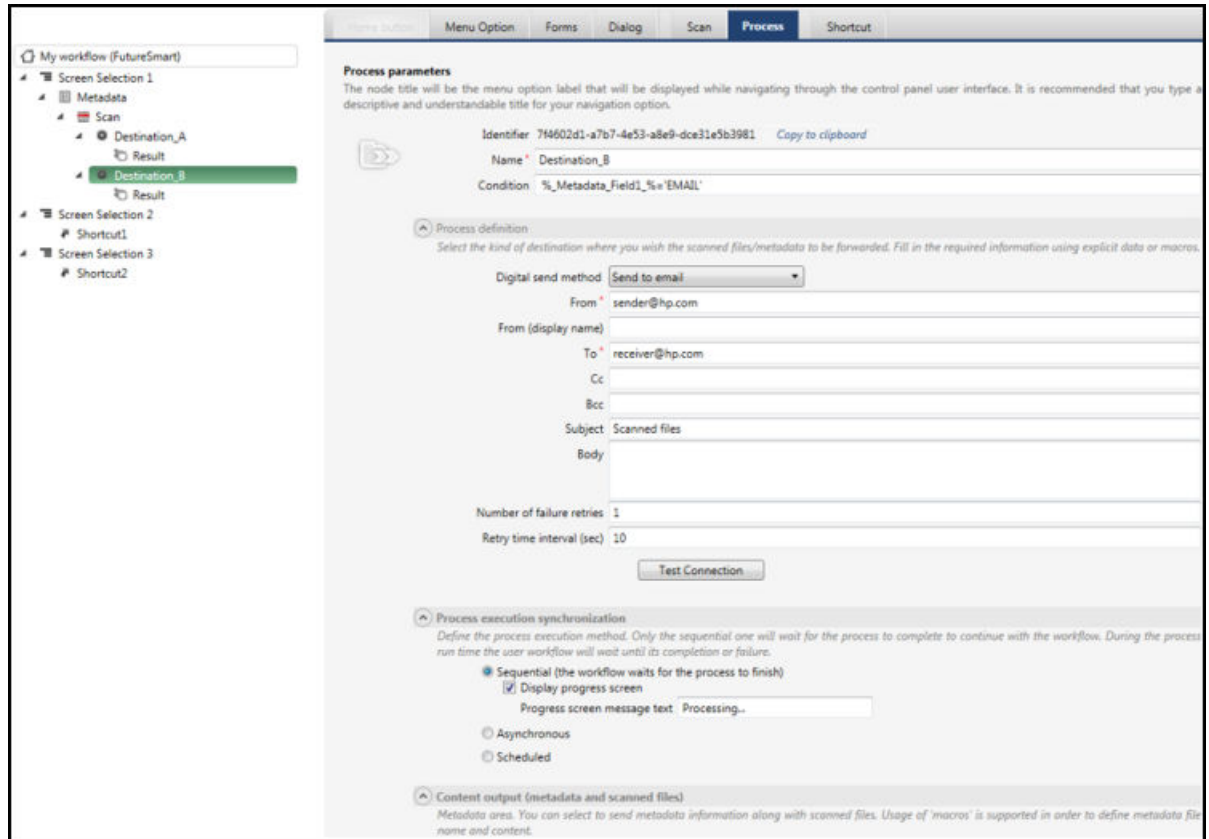 Home button
Menu Option
Forms
Dialog
Scan
Process
Shortcut
My workflow (FutureSmart)
Screen Selection 1
Metadata
Scan
Destination_A
Result
Destination_B
Result
Screen Selection 2
Shortcut1
Screen Selection 3
Shortcut2
Process parameters
The node title will be the menu option label that will be displayed while navigating through the control panel user interface. It is recommended that you type a
descriptive and understandable title for your navigation option.
Identifier 7f4602d1-a7b7-4e53-a8e9-dce31e5b3981 Copy to clipboard
Name* Destination_B
Condition %_Metadata_Field1_%='EMAIL'
Process definition
Select the kind of destination where you wish the scanned files/metadata to be forwarded. Fill in the required information using explicit data or macros.
Digital send method Send to email
From* sender@hp.com
From (display name)
To* receiver@hp.com
Cc
Bcc
Subject Scanned files
Body
Number of failure retries 1
Retry time interval (sec) 10
Test Connection
Process execution synchronization
Define the process execution method. Only the sequential one will wait for the process to complete to continue with the workflow. During the process
run time the user workflow will wait until its completion or failure.
Sequential (the workflow waits for the process to finish)
Display progress screen
Progress screen message text Processing...
Asynchronous
Scheduled
Content output (metadata and scanned files)
Metadata area. You can select to send metadata information along with scanned files. Usage of 'macros' is supported in order to define metadata file
name and content.